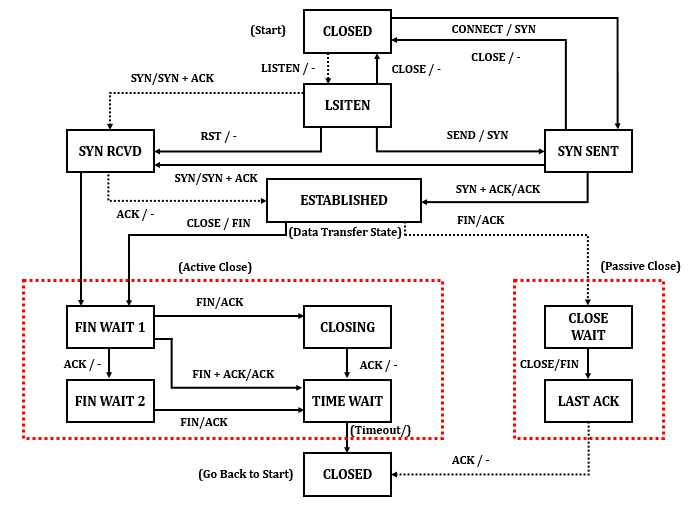 (Start)
CLOSED
CONNECT / SYN
CLOSE / -
LISTEN / -
CLOSE / -
SYN/SYN + ACK
LSITEN
RST / -
SEND / SYN
SYN RCVD
SYN SENT
SYN/SYN + ACK
SYN + ACK/ACK
ESTABLISHED
ACK / -
CLOSE / FIN
FIN/ACK
(Data Transfer State)
(Active Close)
(Passive Close)
FIN/ACK
FIN WAIT 1
CLOSING
CLOSE
WAIT
ACK / -
ACK / -
CLOSE/FIN
FIN + ACK/ACK
FIN WAIT 2
TIME WAIT
LAST ACK
FIN/ACK
(Timeout/)
ACK / -
(Go Back to Start)
CLOSED